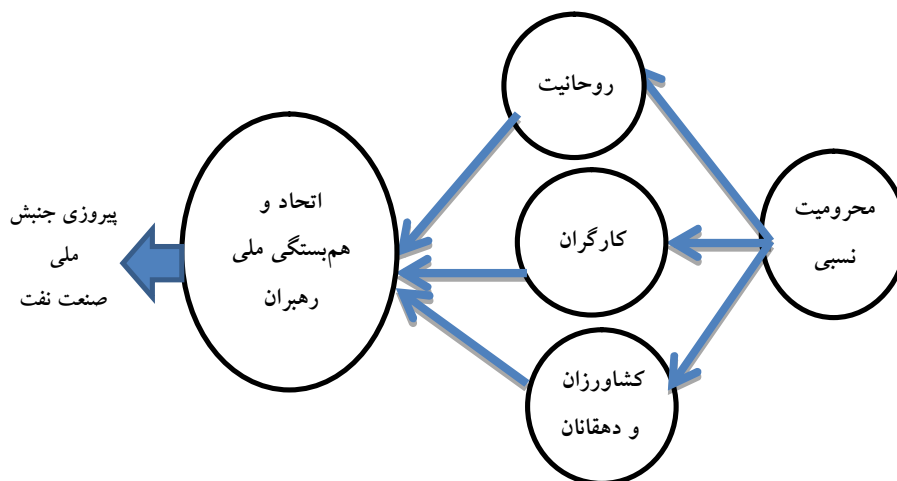 روحانیت
محرومیت
نسبی
کارگران
کشاورزان
و دهقانان
اتحاد و
هم‌بستگی ملی
رهبران
پیروزی جنبش
ملی
صنعت نفت